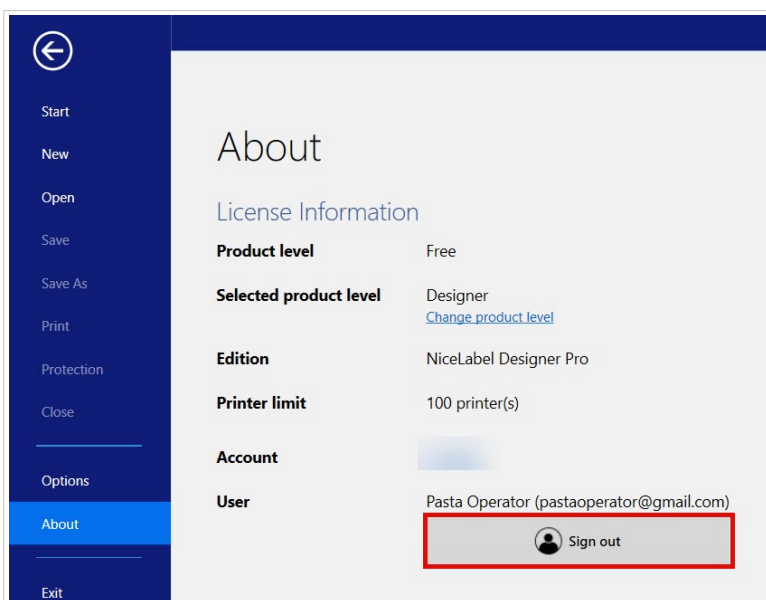 Start
New
Open
Save
Save As
Print
Protection
Close
Options
About
Exit
About
License Information
Product level Free
Selected product level Designer
Change product level
Edition NiceLabel Designer Pro
Printer limit 100 printer(s)
Account
User Pasta Operator (pastaoperator@gmail.com)
Sign out